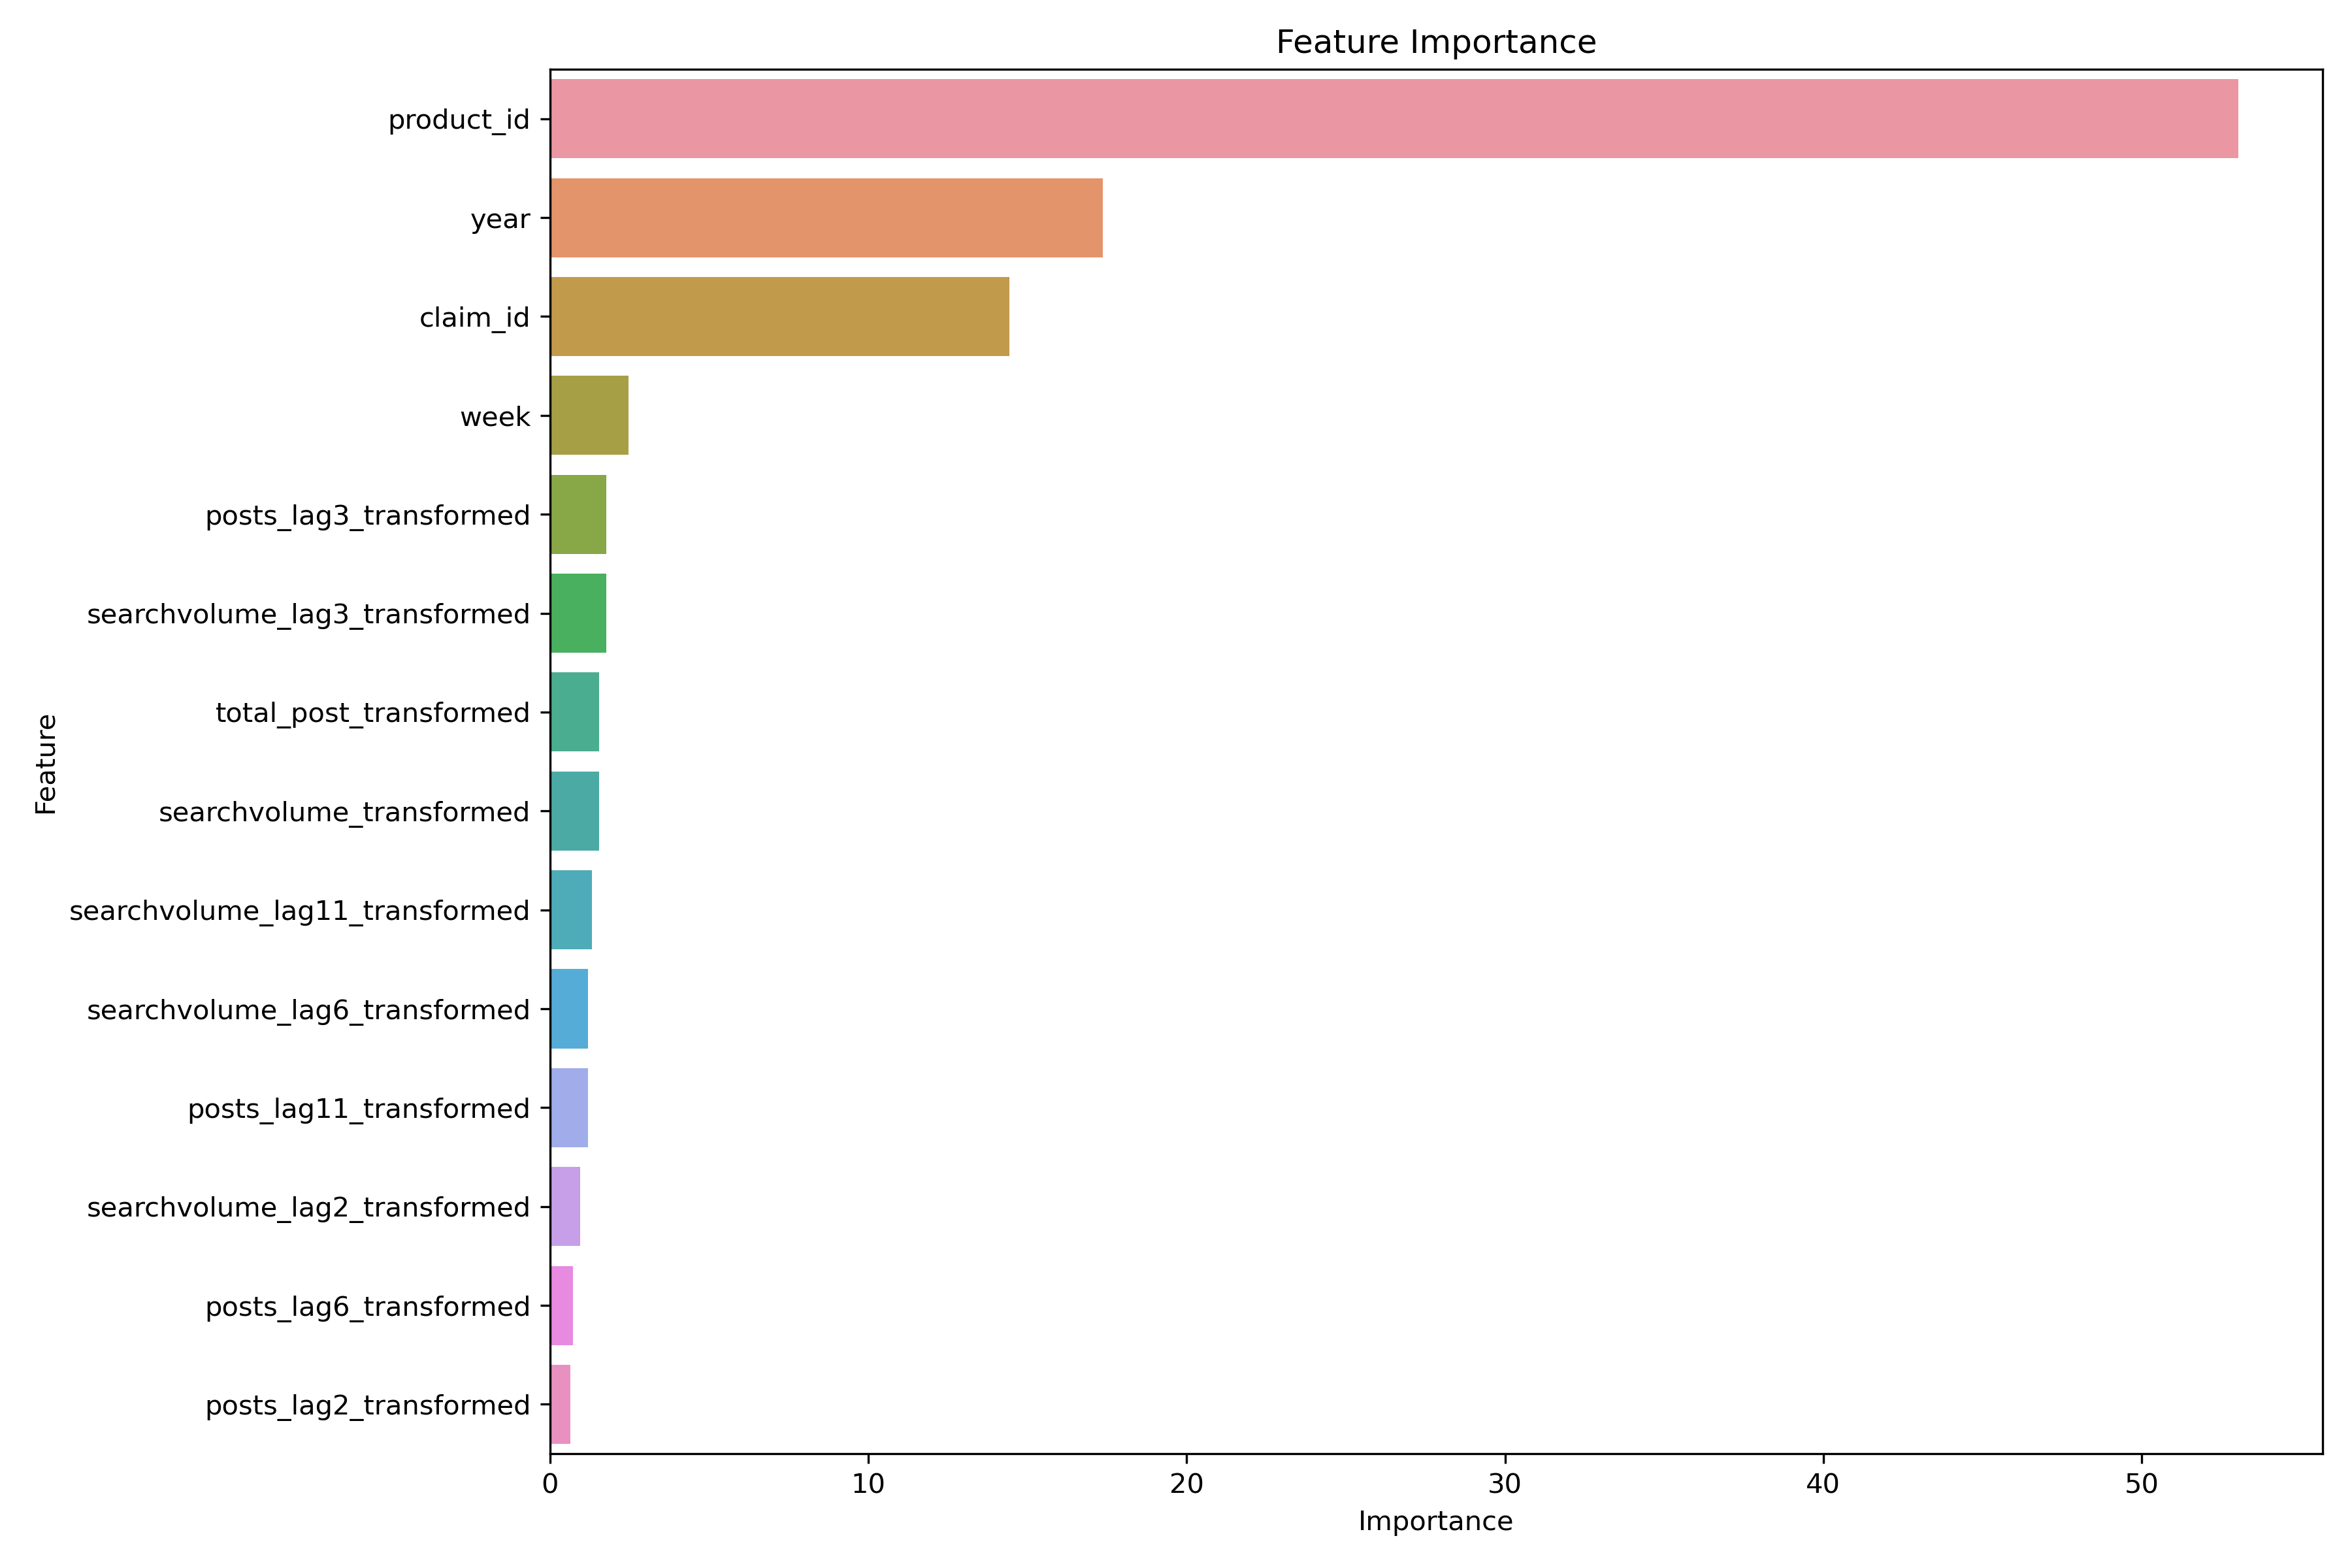 Feature Importance
product_id
year
claim_id
week
posts_lag3_transformed
searchvolume_lag3_transformed
total_post_transformed
searchvolume_transformed
searchvolume_lag11_transformed
searchvolume_lag6_transformed
posts_lag11_transformed
searchvolume_lag2_transformed
posts_lag6_transformed
posts_lag2_transformed
Feature
0 10 20 30 40 50
Importance